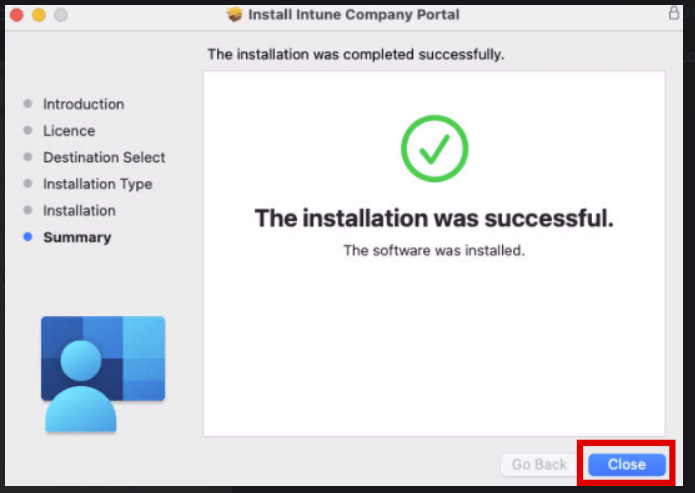 Install Intune Company Portal
The installation was completed successfully.
Introduction
Licence
Destination Select
Installation Type
Installation
Summary
The installation was successful.
The software was installed.
Go Back
Close